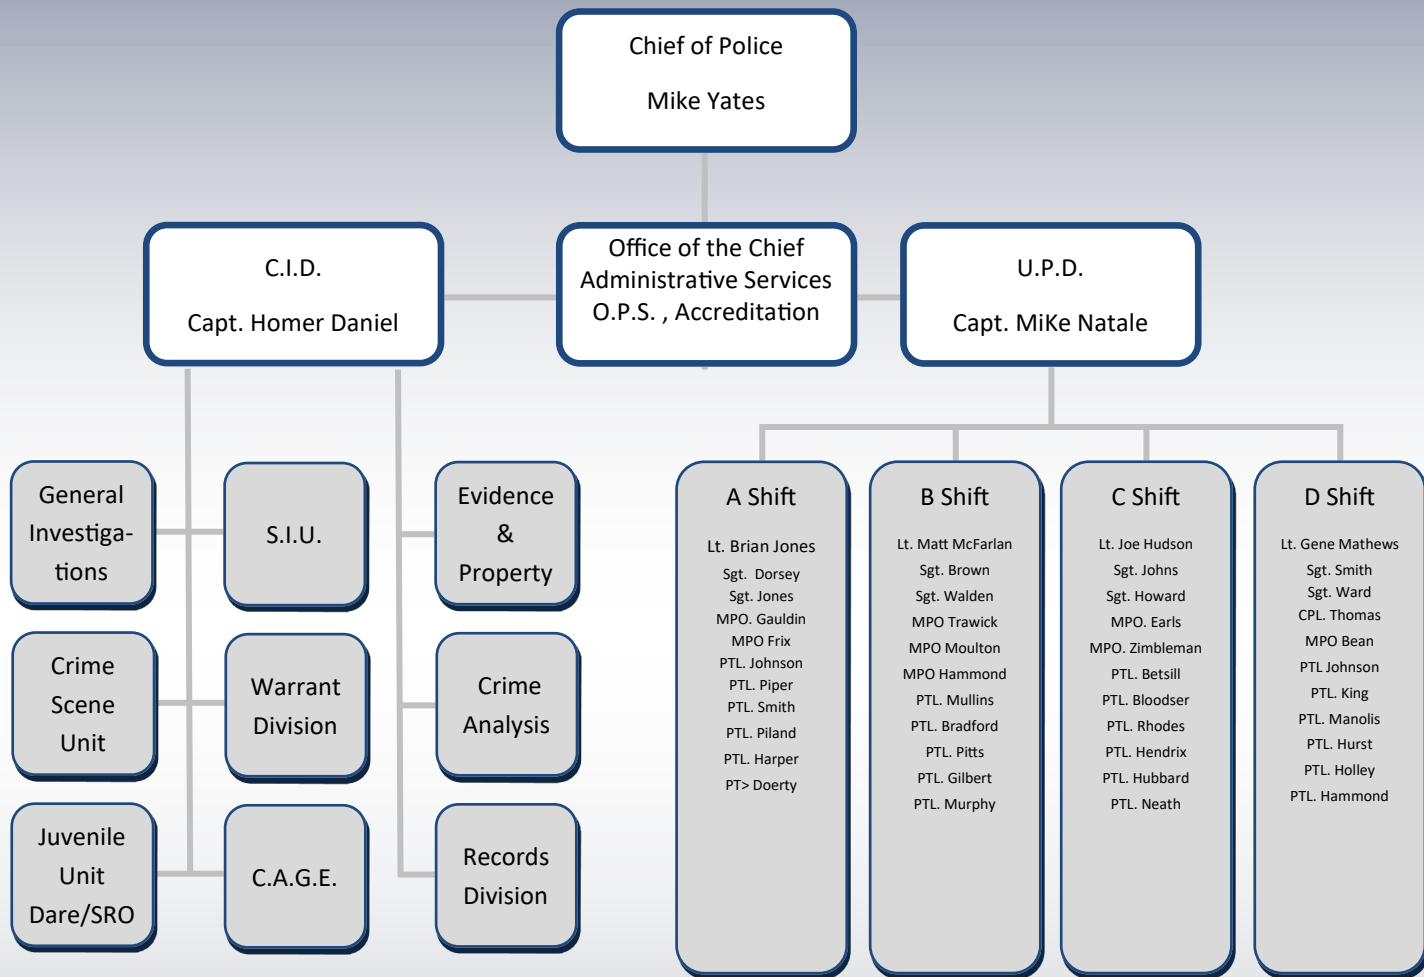 Chief of Police
Mike Yates
C.I.D.
Capt. Homer Daniel
Office of the Chief
Administrative Services
O.P.S. , Accreditation
U.P.D.
Capt. MiKe Natale
General
Investiga-
tions
S.I.U.
Evidence
&
Property
Crime
Scene
Unit
Warrant
Division
Crime
Analysis
Juvenile
Unit
Dare/SRO
C.A.G.E.
Records
Division
A Shift
Lt. Brian Jones
Sgt. Dorsey
Sgt. Jones
MPO. Gauldin
MPO Frix
PTL. Johnson
PTL. Piper
PTL. Smith
PTL. Piland
PTL. Harper
PT> Doerty
B Shift
Lt. Matt McFarlan
Sgt. Brown
Sgt. Walden
MPO Trawick
MPO Moulton
MPO Hammond
PTL. Mullins
PTL. Bradford
PTL. Pitts
PTL. Gilbert
PTL. Murphy
C Shift
Lt. Joe Hudson
Sgt. Johns
Sgt. Howard
MPO. Earls
MPO. Zimbleman
PTL. Betsill
PTL. Bloodser
PTL. Rhodes
PTL. Hendrix
PTL. Hubbard
PTL. Neath
D Shift
Lt. Gene Mathews
Sgt. Smith
Sgt. Ward
CPL. Thomas
MPO Bean
PTL Johnson
PTL. King
PTL. Manolis
PTL. Hurst
PTL. Holley
PTL. Hammond